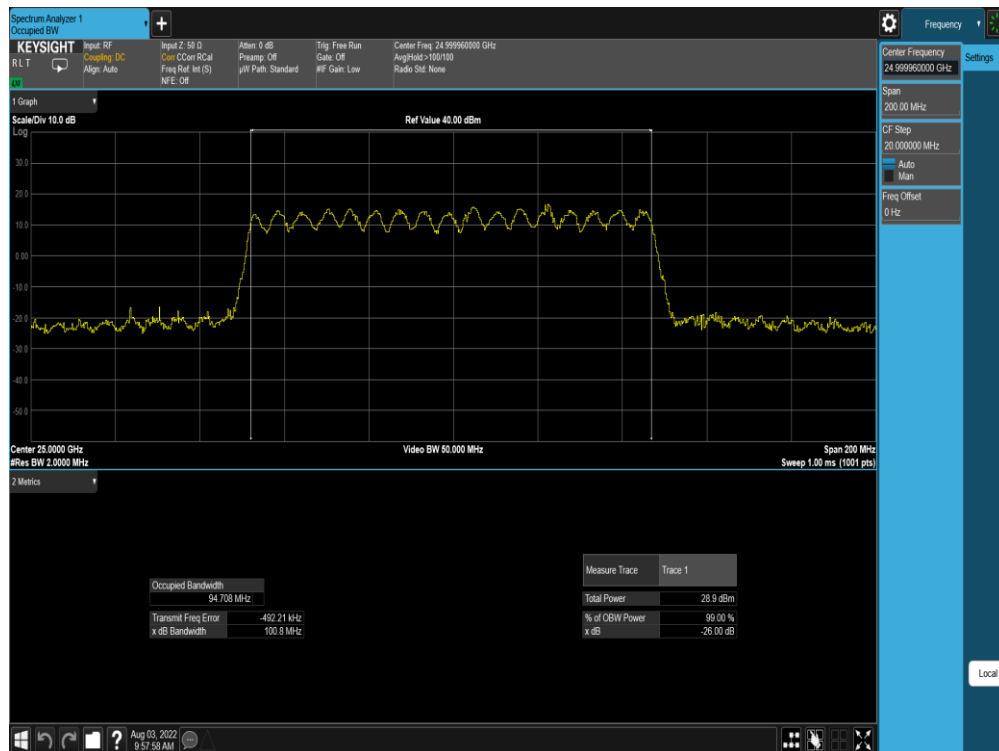 Spectrum Analyzer 1
Occupied BW
+
Frequency
KEYSIGHT
RLT
LXI
Input: RF
Coupling: DC
Align: Auto
Input Z: 50 Ω
Corr CCorr RCal
Freq Ref: Int (S)
NFE: Off
Atten: 0 dB
Preamp: Off
µW Path: Standard
Trig: Free Run
Gate: Off
#IF Gain: Low
Center Freq: 24.999960000 GHz
Avg|Hold>100/100
Radio Std: None
Center Frequency
24.999960000 GHz
Settings
Span
200.00 MHz
CF Step
20.000000 MHz
Auto
Man
Freq Offset
0 Hz
1 Graph
Scale/Div 10.0 dB
Ref Value 40.00 dBm
Log
30.0
20.0
10.0
0.00
-10.0
-20.0
-30.0
-40.0
-50.0
Center 25.0000 GHz
Video BW 50.000 MHz
Span 200 MHz
#Res BW 2.0000 MHz
Sweep 1.00 ms (1001 pts)
2 Metrics
Occupied Bandwidth
94.708 MHz
Transmit Freq Error -492.21 kHz
x dB Bandwidth 100.8 MHz
Measure Trace Trace 1
Total Power 28.9 dBm
% of OBW Power 99.00 %
x dB -26.00 dB
Local
?
Aug 03, 2022
9:57:58 AM